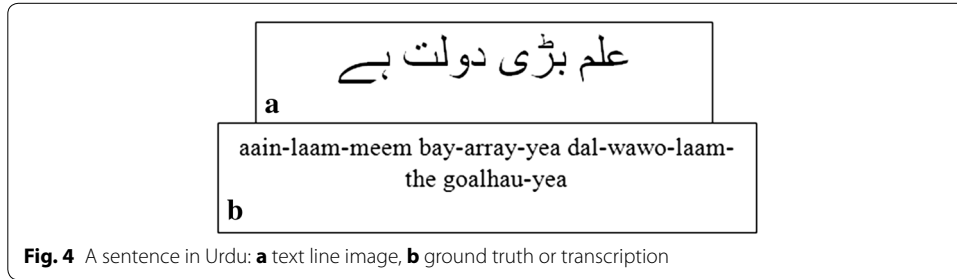 علم بڑی دولت ہے
a
aain-laam-meem bay-array-yea dal-wawo-laam-
the goalhau-yea
b
Fig. 4 A sentence in Urdu: a text line image, b ground truth or transcription